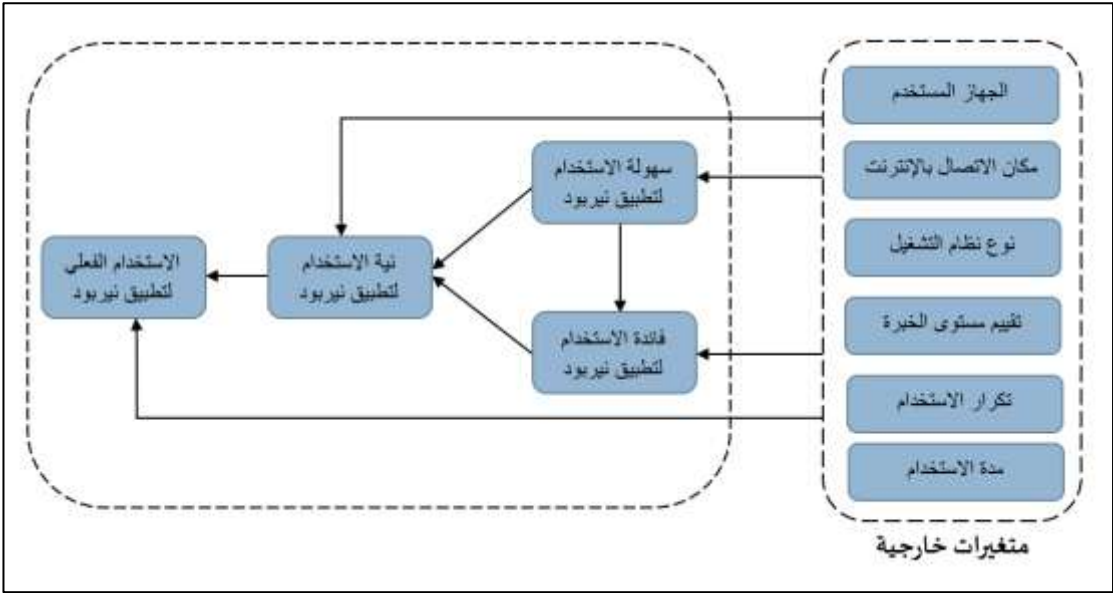 الجهاز المستخدم
مكان الاتصال بالإنترنت
نوع نظام التشغيل
تقييم مستوى الخبرة
تكرار الاستخدام
مدة الاستخدام
متغيرات خارجية
سهولة الاستخدام
لتطبيق نيربود
فائدة الاستخدام
لتطبيق نيربود
نية الاستخدام
لتطبيق نيربود
الاستخدام الفعلي
لتطبيق نيربود